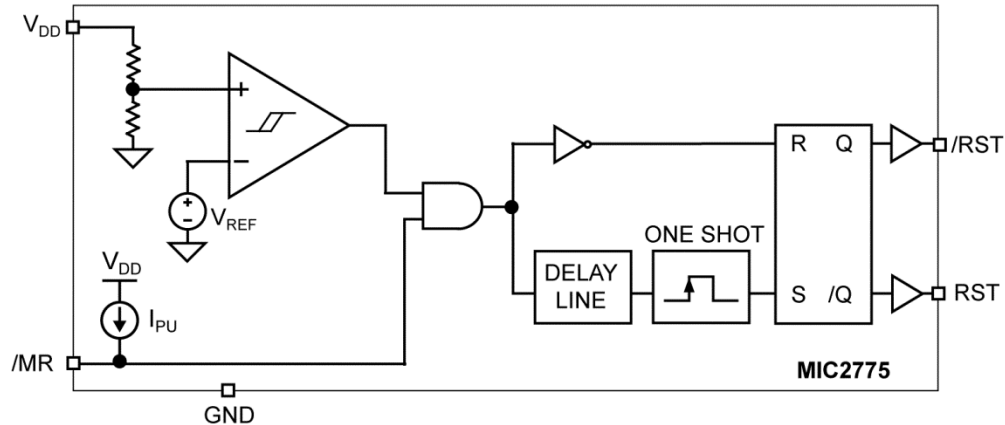 VDD
+
−
+
−
VREF
VDD
IPU
/MR
GND
ONE SHOT
DELAY
LINE
R Q
S /Q
/RST
RST
MIC2775